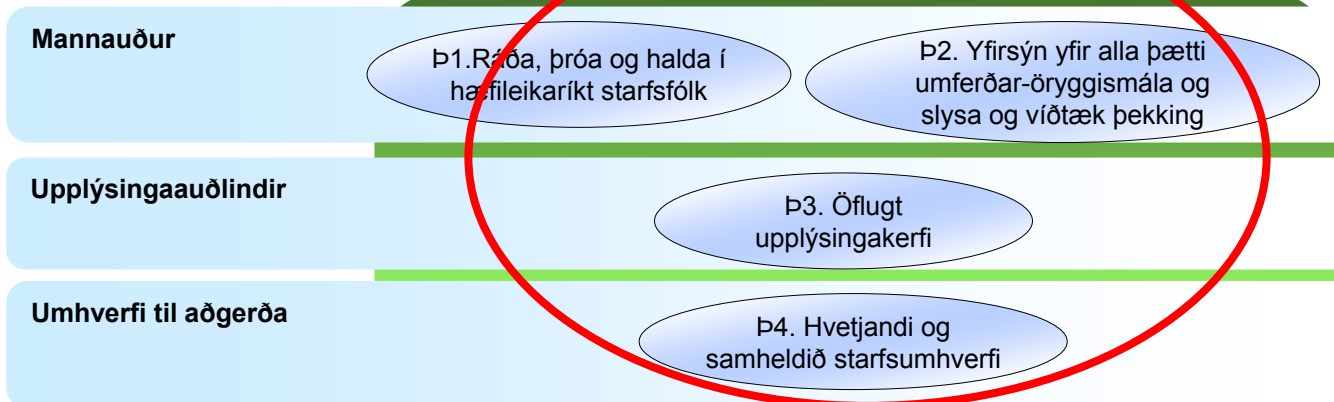 Mannauður
Þ1.Ráða, þróa og halda í
hæfileikaríkt starfsfólk
Þ2. Yfirsýn yfir alla þætti
umferðar-öryggismála og
slysa og víðtæk þekking
Upplýsingaauðlindir
Þ3. Öflugt
upplýsingakerfi
Umhverfi til aðgerða
Þ4. Hvetjandi og
samheldið starfsumhverfi